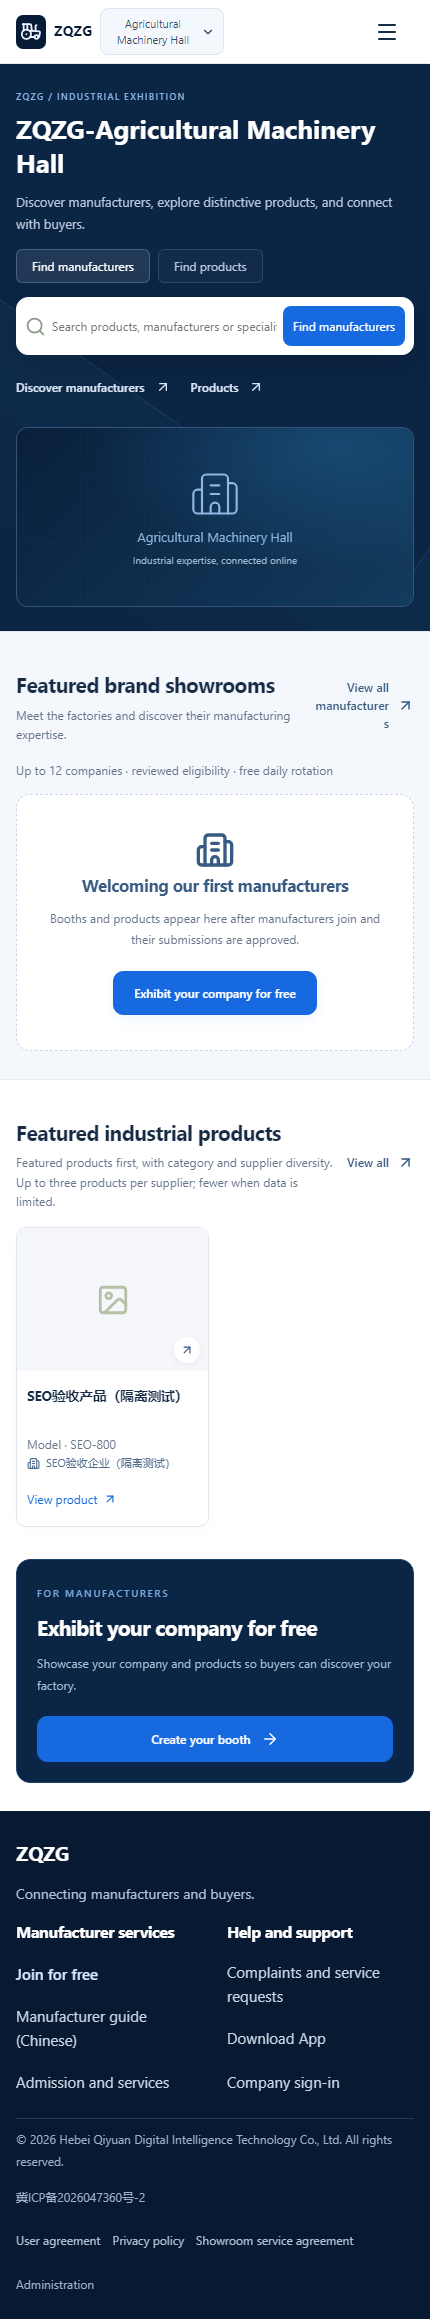 ZQZG
Agricultural
Machinery Hall
ZQZG / INDUSTRIAL EXHIBITION
ZQZG-Agricultural Machinery
Hall
Discover manufacturers, explore distinctive products, and connect
with buyers.
Find manufacturers
Find products
Search products, manufacturers or speciali
Find manufacturers
Discover manufacturers
Products
Agricultural Machinery Hall
Industrial expertise, connected online
Featured brand showrooms
View all
manufacturer
s
Meet the factories and discover their manufacturing
expertise.
Up to 12 companies · reviewed eligibility · free daily rotation
Welcoming our first manufacturers
Booths and products appear here after manufacturers join and
their submissions are approved.
Exhibit your company for free
Featured industrial products
Featured products first, with category and supplier diversity.
Up to three products per supplier; fewer when data is
limited.
View all
SEO验收产品（隔离测试）
Model · SEO-800
SEO验收企业（隔离测试）
View product
FOR MANUFACTURERS
Exhibit your company for free
Showcase your company and products so buyers can discover your
factory.
Create your booth
ZQZG
Connecting manufacturers and buyers.
Manufacturer services
Join for free
Manufacturer guide
(Chinese)
Admission and services
Help and support
Complaints and service
requests
Download App
Company sign-in
© 2026 Hebei Qiyuan Digital Intelligence Technology Co., Ltd. All rights
reserved.
冀ICP备2026047360号-2
User agreement
Privacy policy
Showroom service agreement
Administration